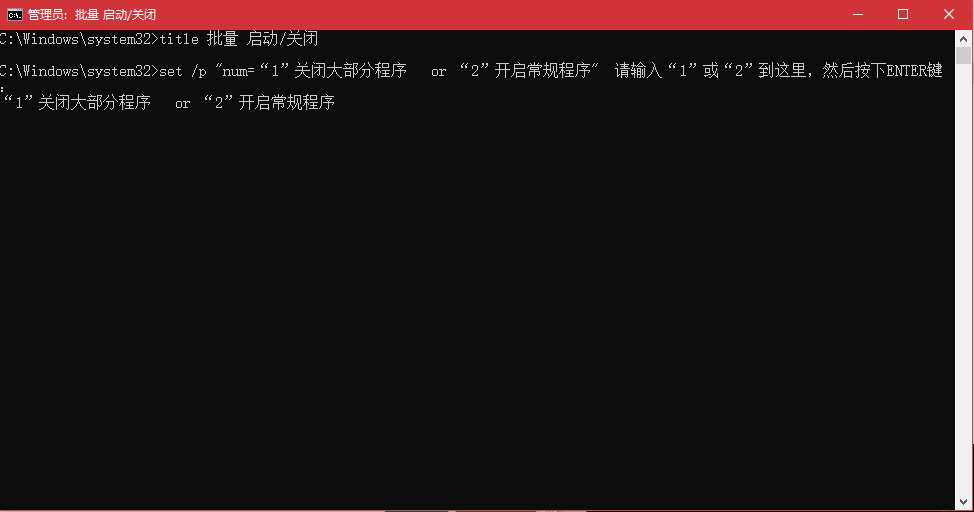 管理员: 批量 启动/关闭
C:\Windows\system32>title 批量 启动/关闭
C:\Windows\system32>set /p "num=“1”关闭大部分程序   or “2”开启常规程序"  请输入“1”或“2”到这里，然后按下ENTER键
：
“1”关闭大部分程序   or “2”开启常规程序